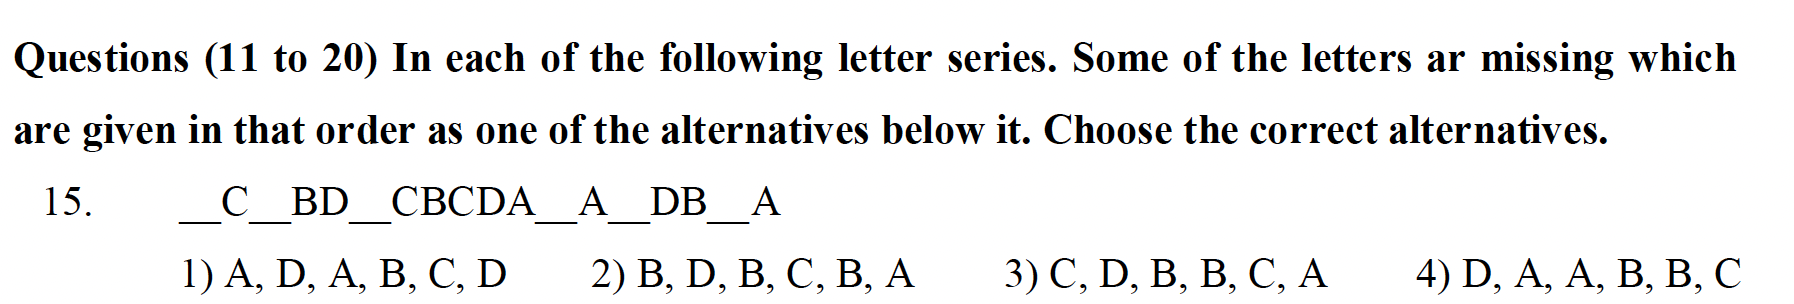 Questions (11 to 20) In each of the following letter series. Some of the letters ar missing which
are given in that order as one of the alternatives below it. Choose the correct alternatives.
15. __C__BD__CBCDA__A__DB__A
1) A, D, A, B, C, D 2) B, D, B, C, B, A 3) C, D, B, B, C, A 4) D, A, A, B, B, C